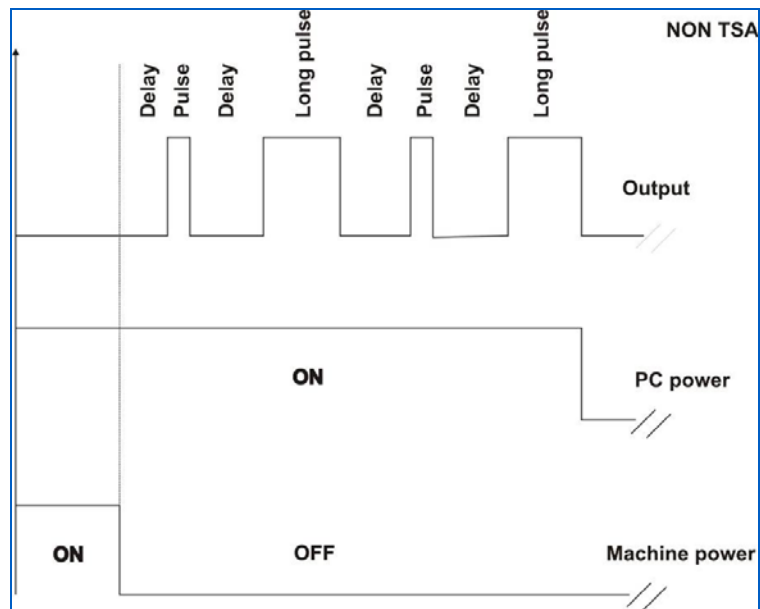 NON TSA
Delay
Pulse
Delay
Long pulse
Delay
Pulse
Delay
Long pulse
Output
ON
PC power
ON
OFF
Machine power